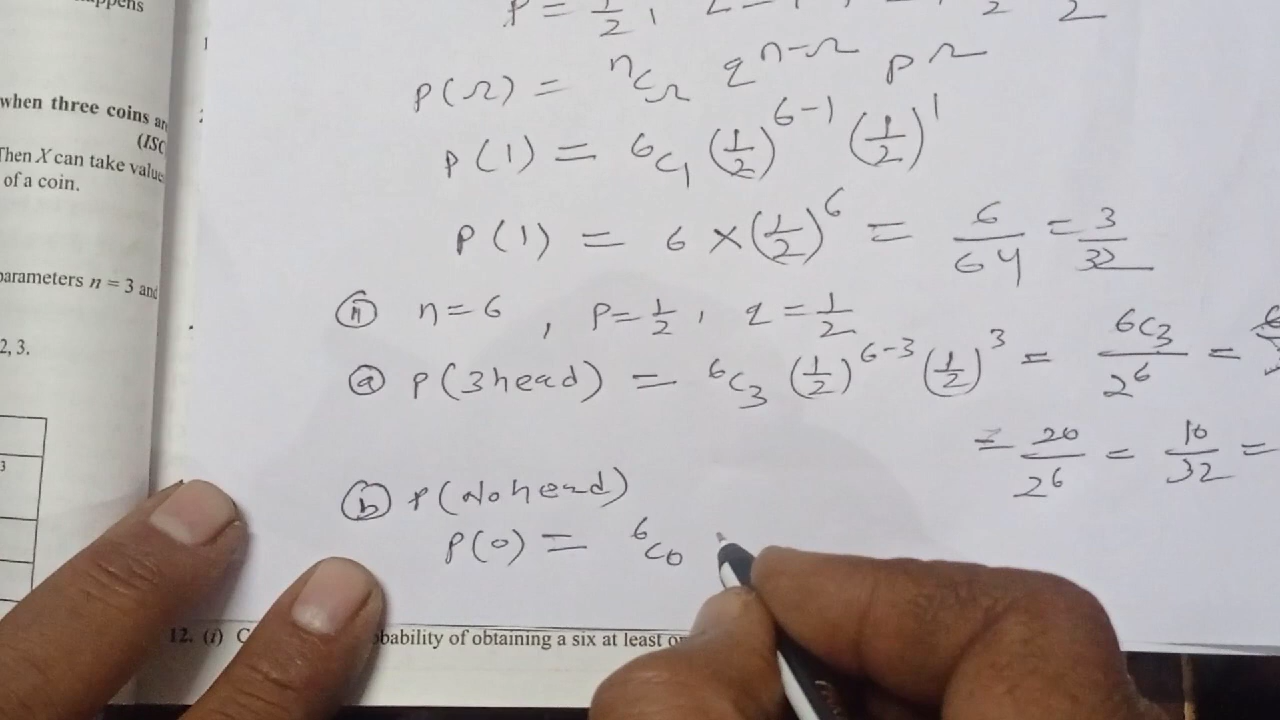 when three coins
(ISC
Then X can take value
of a coin.
parameters n = 3 and
2, 3.
3
P(r) = nCr q^(n-r) p^r
P(1) = 6C1 (1/2)^(6-1) (1/2)^1
P(1) = 6 × (1/2)^6 = 6/64 = 3/32
(ii) n=6 , P=1/2 , q=1/2
(a) P(3head) = 6C3 (1/2)^(6-3) (1/2)^3 = 6C3/2^6 =
= 20/2^6 = 10/32 =
(b) P(No head)
P(0) = 6C0
12. (i) bability of obtaining a six at least